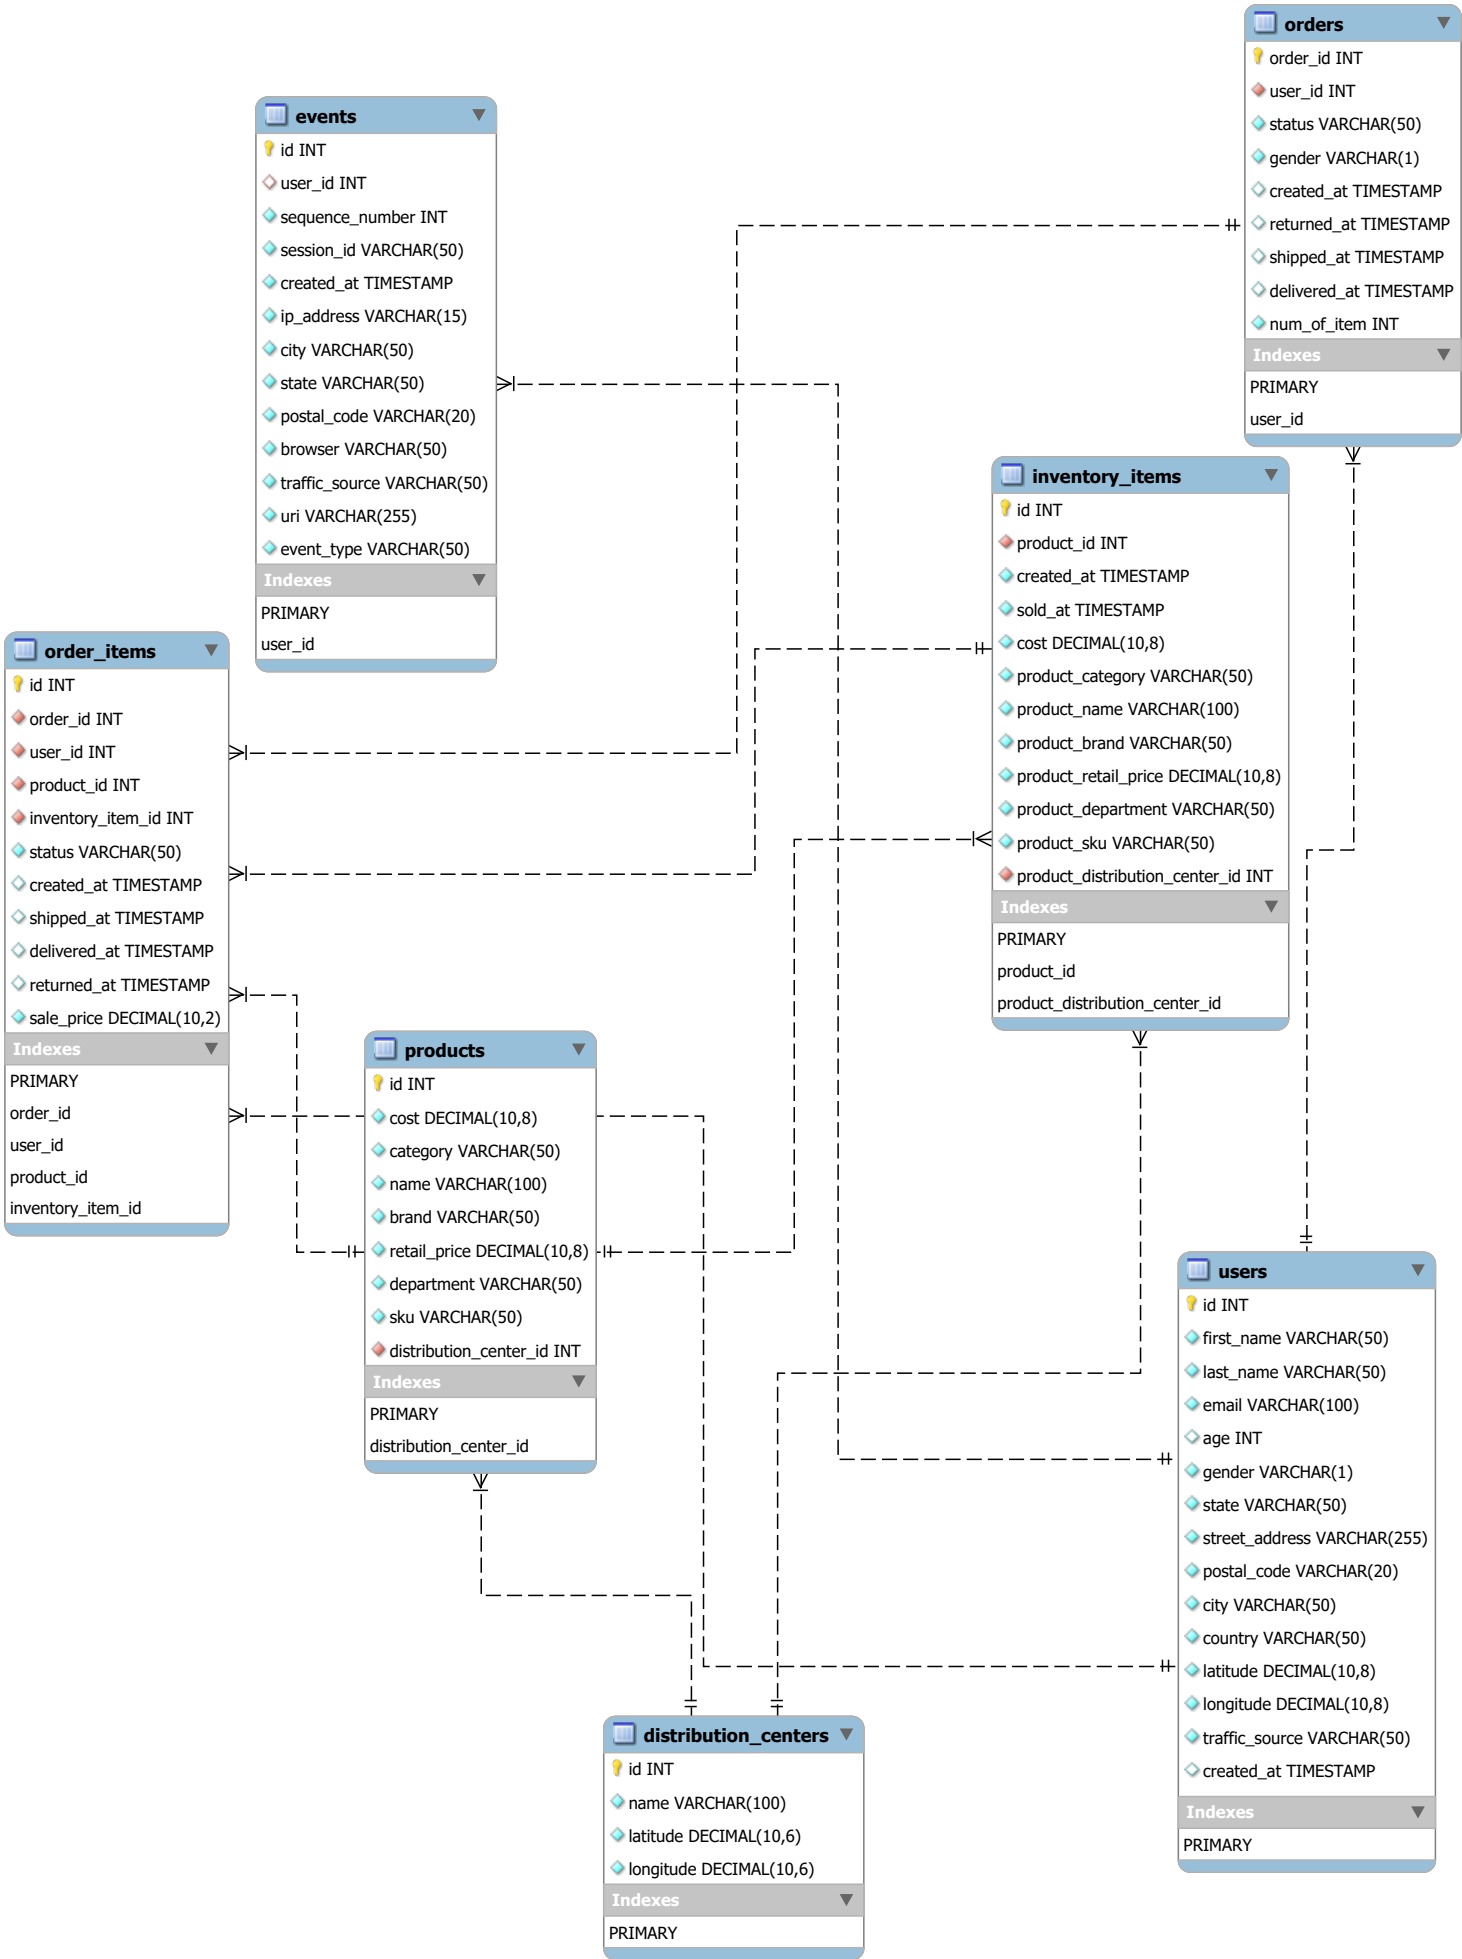 orders
order_id INT
user_id INT
status VARCHAR(50)
gender VARCHAR(1)
created_at TIMESTAMP
returned_at TIMESTAMP
shipped_at TIMESTAMP
delivered_at TIMESTAMP
num_of_item INT
Indexes
PRIMARY
user_id
events
id INT
user_id INT
sequence_number INT
session_id VARCHAR(50)
created_at TIMESTAMP
ip_address VARCHAR(15)
city VARCHAR(50)
state VARCHAR(50)
postal_code VARCHAR(20)
browser VARCHAR(50)
traffic_source VARCHAR(50)
uri VARCHAR(255)
event_type VARCHAR(50)
Indexes
PRIMARY
user_id
inventory_items
id INT
product_id INT
created_at TIMESTAMP
sold_at TIMESTAMP
cost DECIMAL(10,8)
product_category VARCHAR(50)
product_name VARCHAR(100)
product_brand VARCHAR(50)
product_retail_price DECIMAL(10,8)
product_department VARCHAR(50)
product_sku VARCHAR(50)
product_distribution_center_id INT
Indexes
PRIMARY
product_id
product_distribution_center_id
order_items
id INT
order_id INT
user_id INT
product_id INT
inventory_item_id INT
status VARCHAR(50)
created_at TIMESTAMP
shipped_at TIMESTAMP
delivered_at TIMESTAMP
returned_at TIMESTAMP
sale_price DECIMAL(10,2)
Indexes
PRIMARY
order_id
user_id
product_id
inventory_item_id
products
id INT
cost DECIMAL(10,8)
category VARCHAR(50)
name VARCHAR(100)
brand VARCHAR(50)
retail_price DECIMAL(10,8)
department VARCHAR(50)
sku VARCHAR(50)
distribution_center_id INT
Indexes
PRIMARY
distribution_center_id
users
id INT
first_name VARCHAR(50)
last_name VARCHAR(50)
email VARCHAR(100)
age INT
gender VARCHAR(1)
state VARCHAR(50)
street_address VARCHAR(255)
postal_code VARCHAR(20)
city VARCHAR(50)
country VARCHAR(50)
latitude DECIMAL(10,8)
longitude DECIMAL(10,8)
traffic_source VARCHAR(50)
created_at TIMESTAMP
Indexes
PRIMARY
distribution_centers
id INT
name VARCHAR(100)
latitude DECIMAL(10,6)
longitude DECIMAL(10,6)
Indexes
PRIMARY